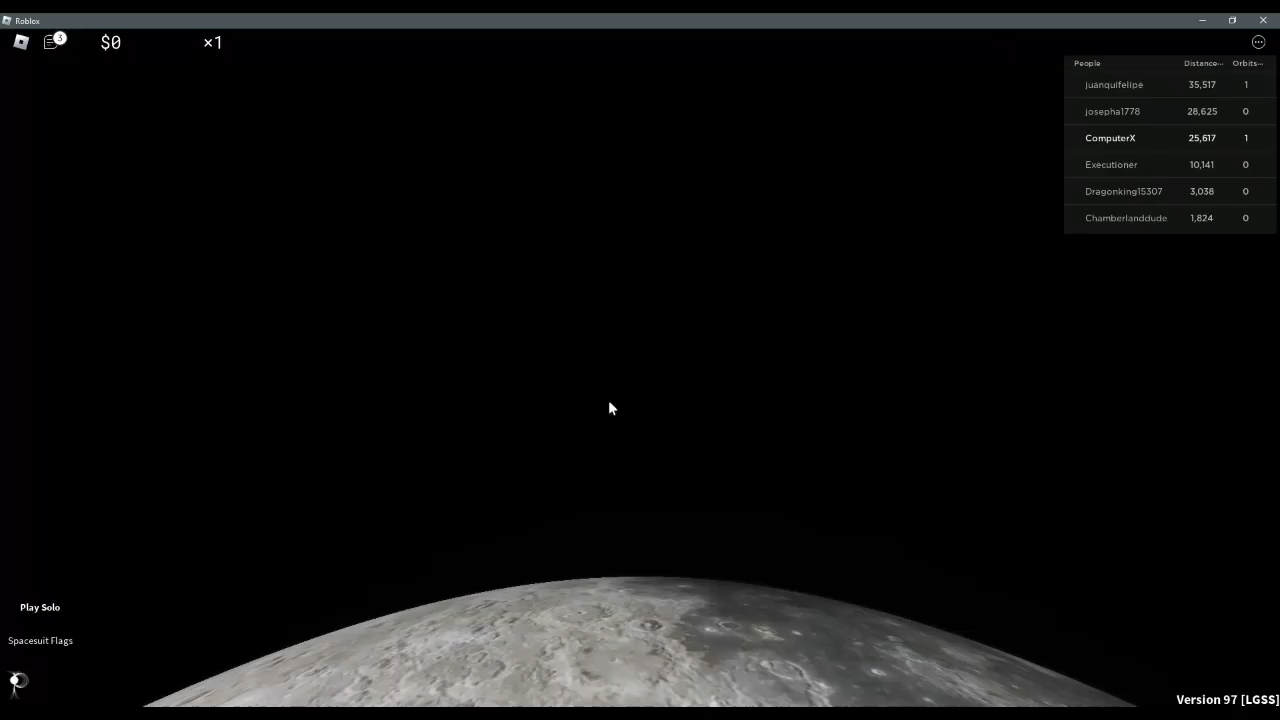 Roblox
3
$0 ×1
People Distance... Orbits...
juanquifelipe 35,517 1
josepha1778 28,625 0
ComputerX 25,617 1
Executioner 10,141 0
Dragonking15307 3,038 0
Chamberlanddude 1,824 0
Play Solo
Spacesuit Flags
Version 97 [LGSS]